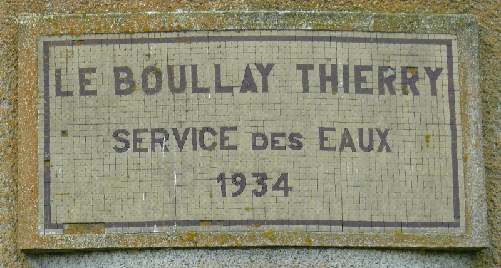 LE BOULLAY THIERRY
SERVICE DES EAUX
1934